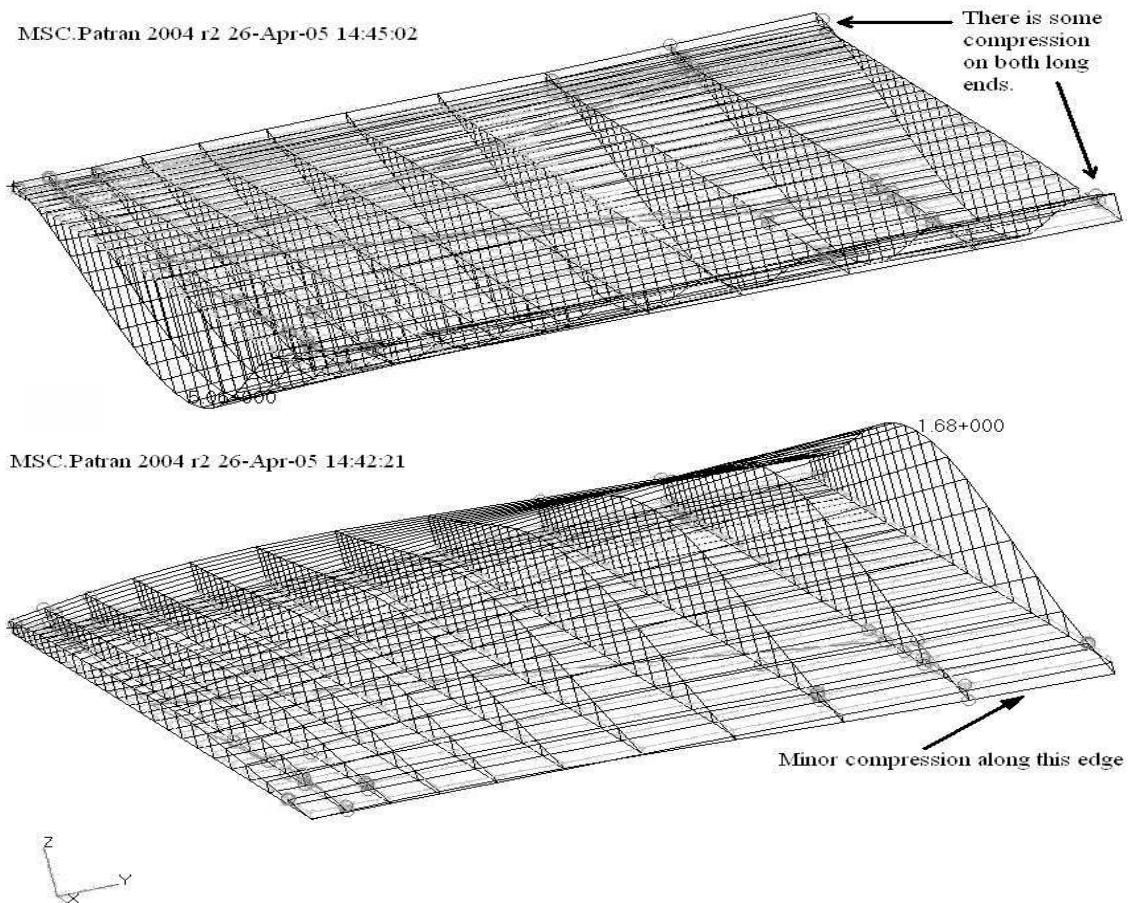 MSC.Patran 2004 r2 26-Apr-05 14:45:02
There is some
compression
on both long
ends.
MSC.Patran 2004 r2 26-Apr-05 14:42:21
1.68+000
Minor compression along this edge
Z
Y
X